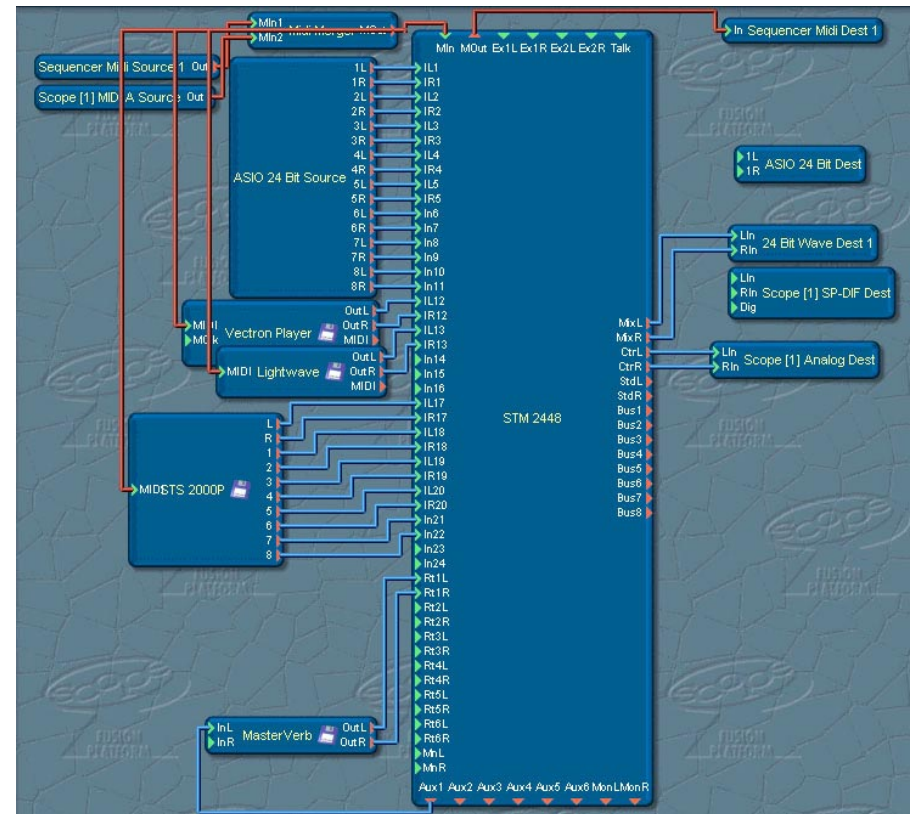 MIn1
MIn2 Midi Merger MOut
MIn MOut Ex1L Ex1R Ex2L Ex2R Talk
In Sequencer Midi Dest 1
Sequencer Midi Source 1 Out
Scope [1] MIDI A Source Out
ASIO 24 Bit Source
1L
1R
2L
2R
3L
3R
4L
4R
5L
5R
6L
6R
7L
7R
8L
8R
IL1
IR1
IL2
IR2
IL3
IR3
IL4
IR4
IL5
IR5
In6
In7
In8
In9
In10
In11
IL12
IR12
IL13
IR13
In14
In15
In16
IL17
IR17
IL18
IR18
IL19
IR19
IL20
IR20
In21
In22
In23
In24
Rt1L
Rt1R
Rt2L
Rt2R
Rt3L
Rt3R
Rt4L
Rt4R
Rt5L
Rt5R
Rt6L
Rt6R
MnL
MnR
STM 2448
MixL
MixR
CtrL
CtrR
StdL
StdR
Bus1
Bus2
Bus3
Bus4
Bus5
Bus6
Bus7
Bus8
Aux1 Aux2 Aux3 Aux4 Aux5 Aux6 MonL MonR
MIDI
MClk
Vectron Player
OutL
OutR
MIDI
MIDI Lightwave
OutL
OutR
MIDI
MIDI STS 2000P
L
R
1
2
3
4
5
6
7
8
InL
InR
MasterVerb
OutL
OutR
1L
1R
ASIO 24 Bit Dest
LIn
RIn
24 Bit Wave Dest 1
LIn
RIn Scope [1] SP-DIF Dest
Dig
LIn
RIn
Scope [1] Analog Dest
scope
FUSION
PLATFORM